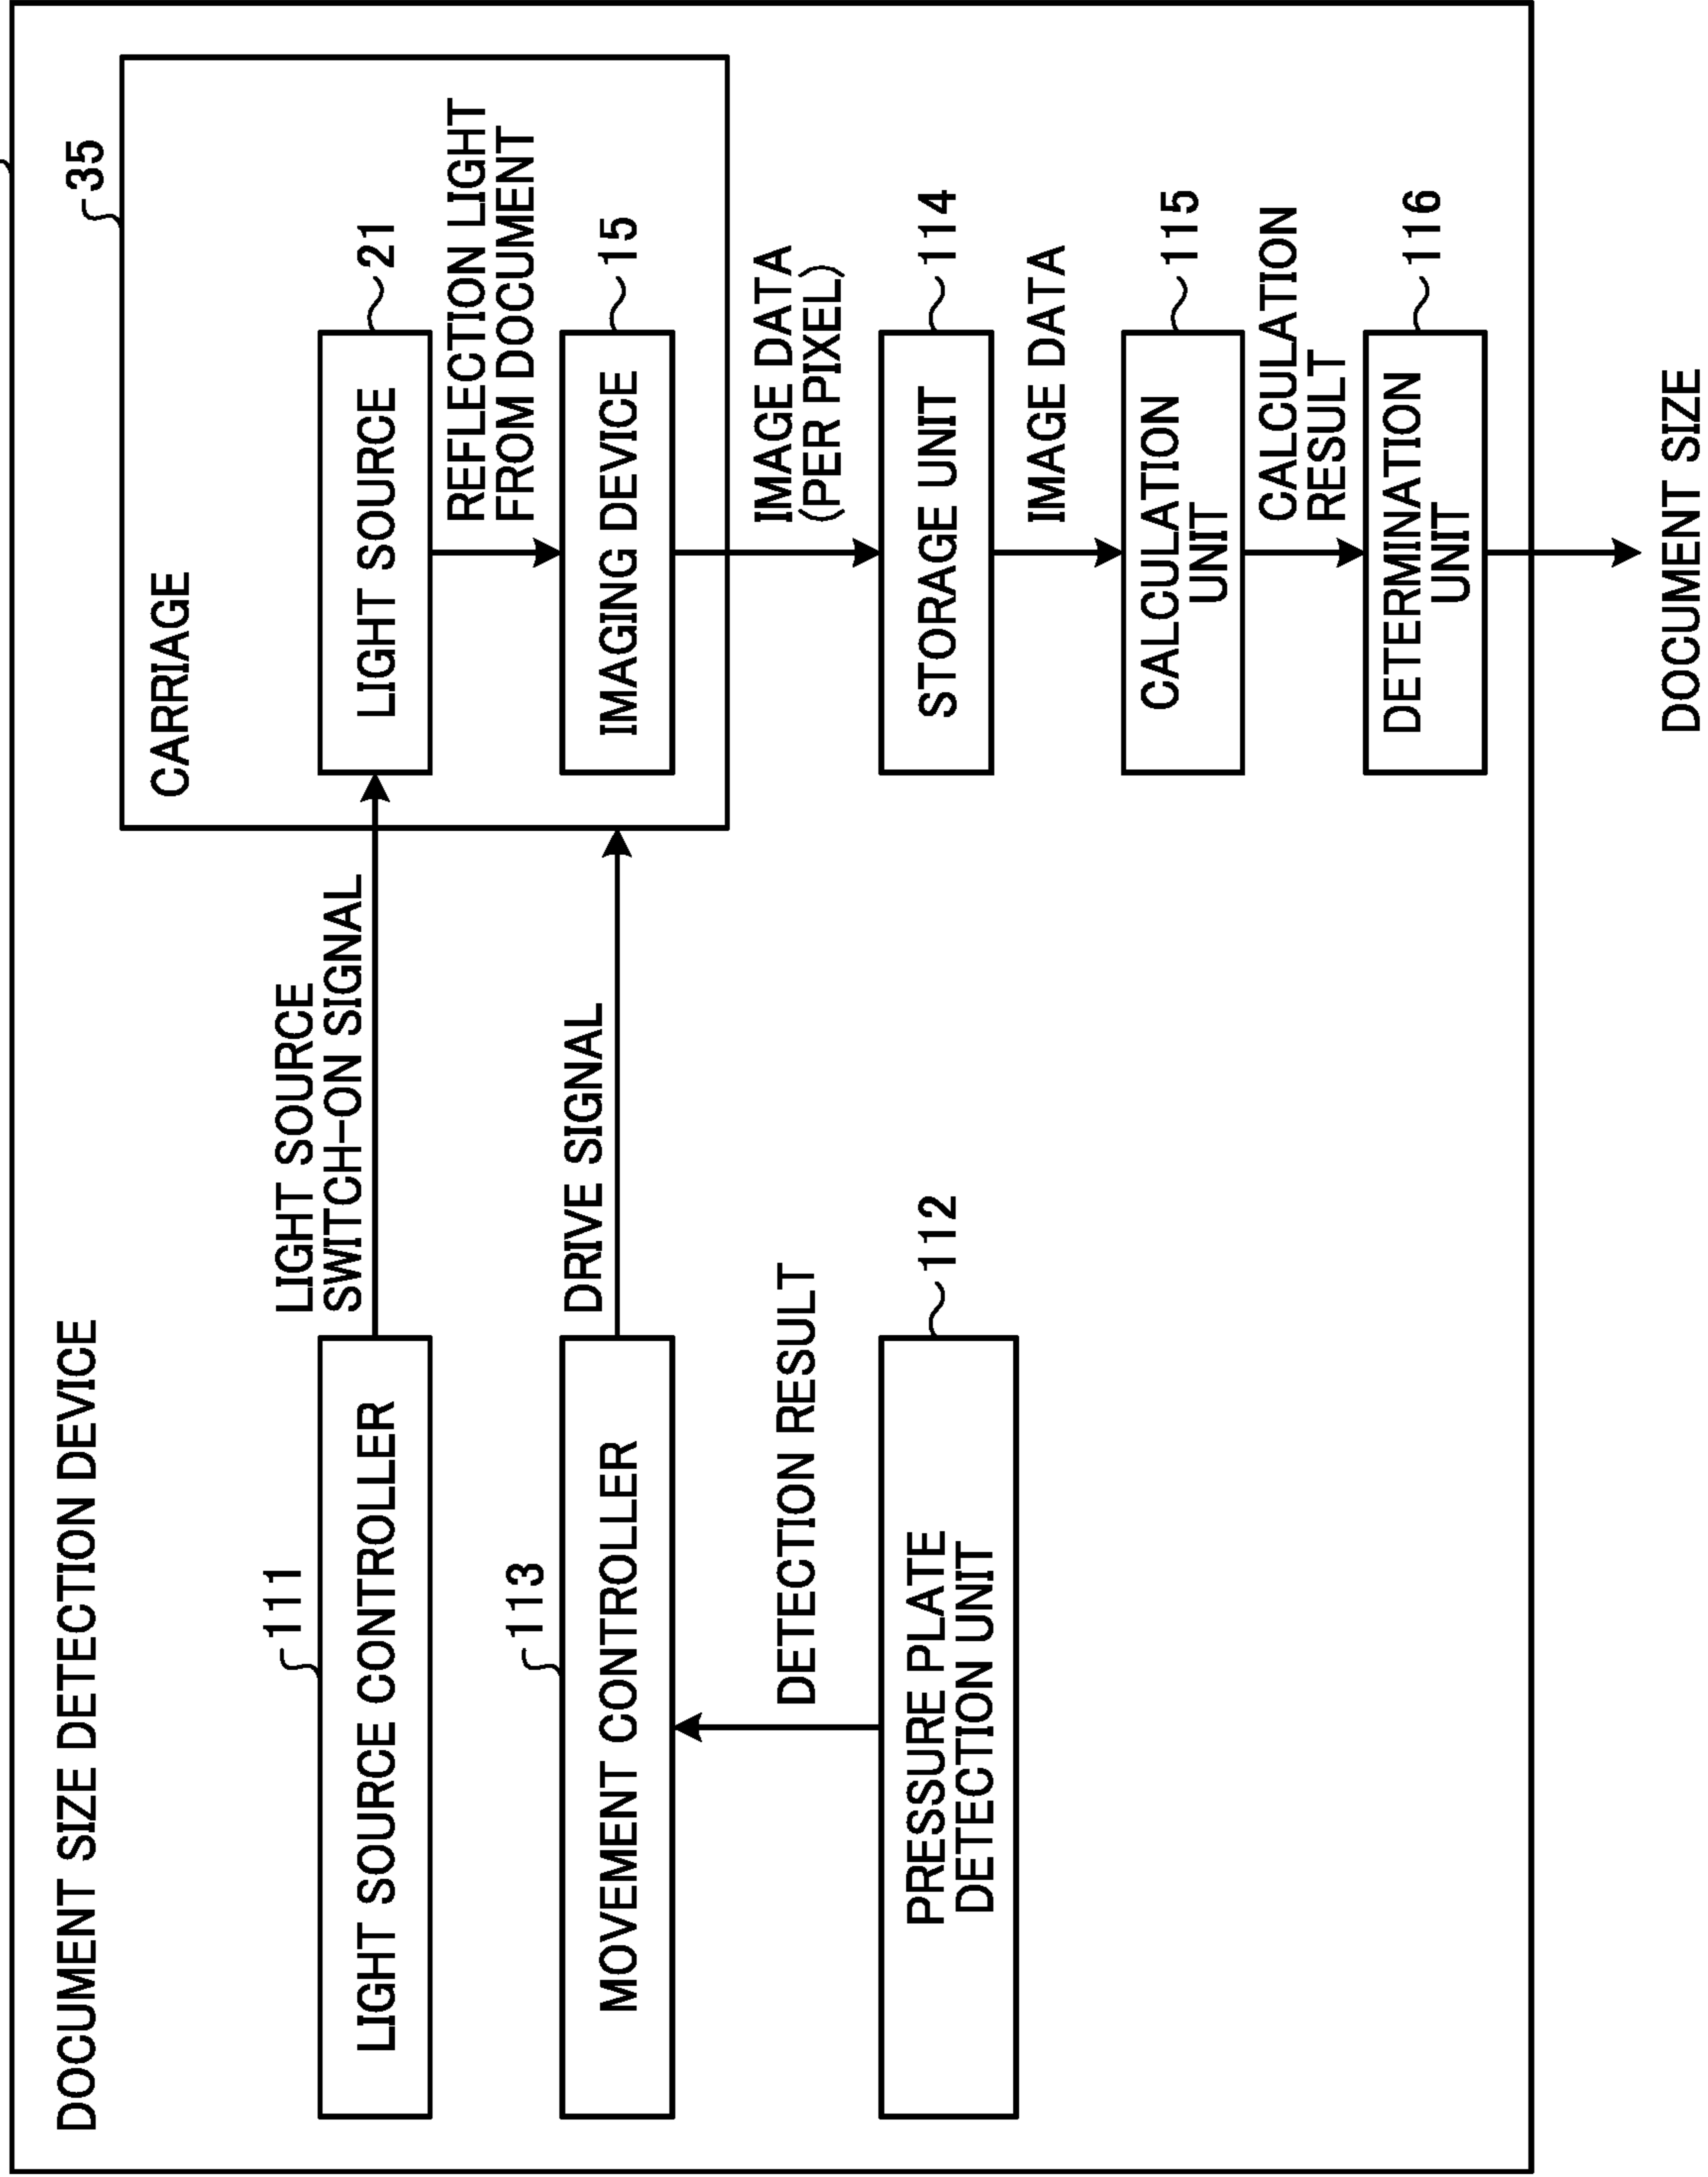 DOCUMENT SIZE DETECTION DEVICE
35
CARRIAGE
111
LIGHT SOURCE CONTROLLER
LIGHT SOURCE
SWITCH-ON SIGNAL
LIGHT SOURCE
21
REFLECTION LIGHT
FROM DOCUMENT
113
MOVEMENT CONTROLLER
DRIVE SIGNAL
IMAGING DEVICE
15
DETECTION RESULT
IMAGE DATA
(PER PIXEL)
PRESSURE PLATE
DETECTION UNIT
112
STORAGE UNIT
114
IMAGE DATA
CALCULATION
UNIT
115
CALCULATION
RESULT
DETERMINATION
UNIT
116
DOCUMENT SIZE